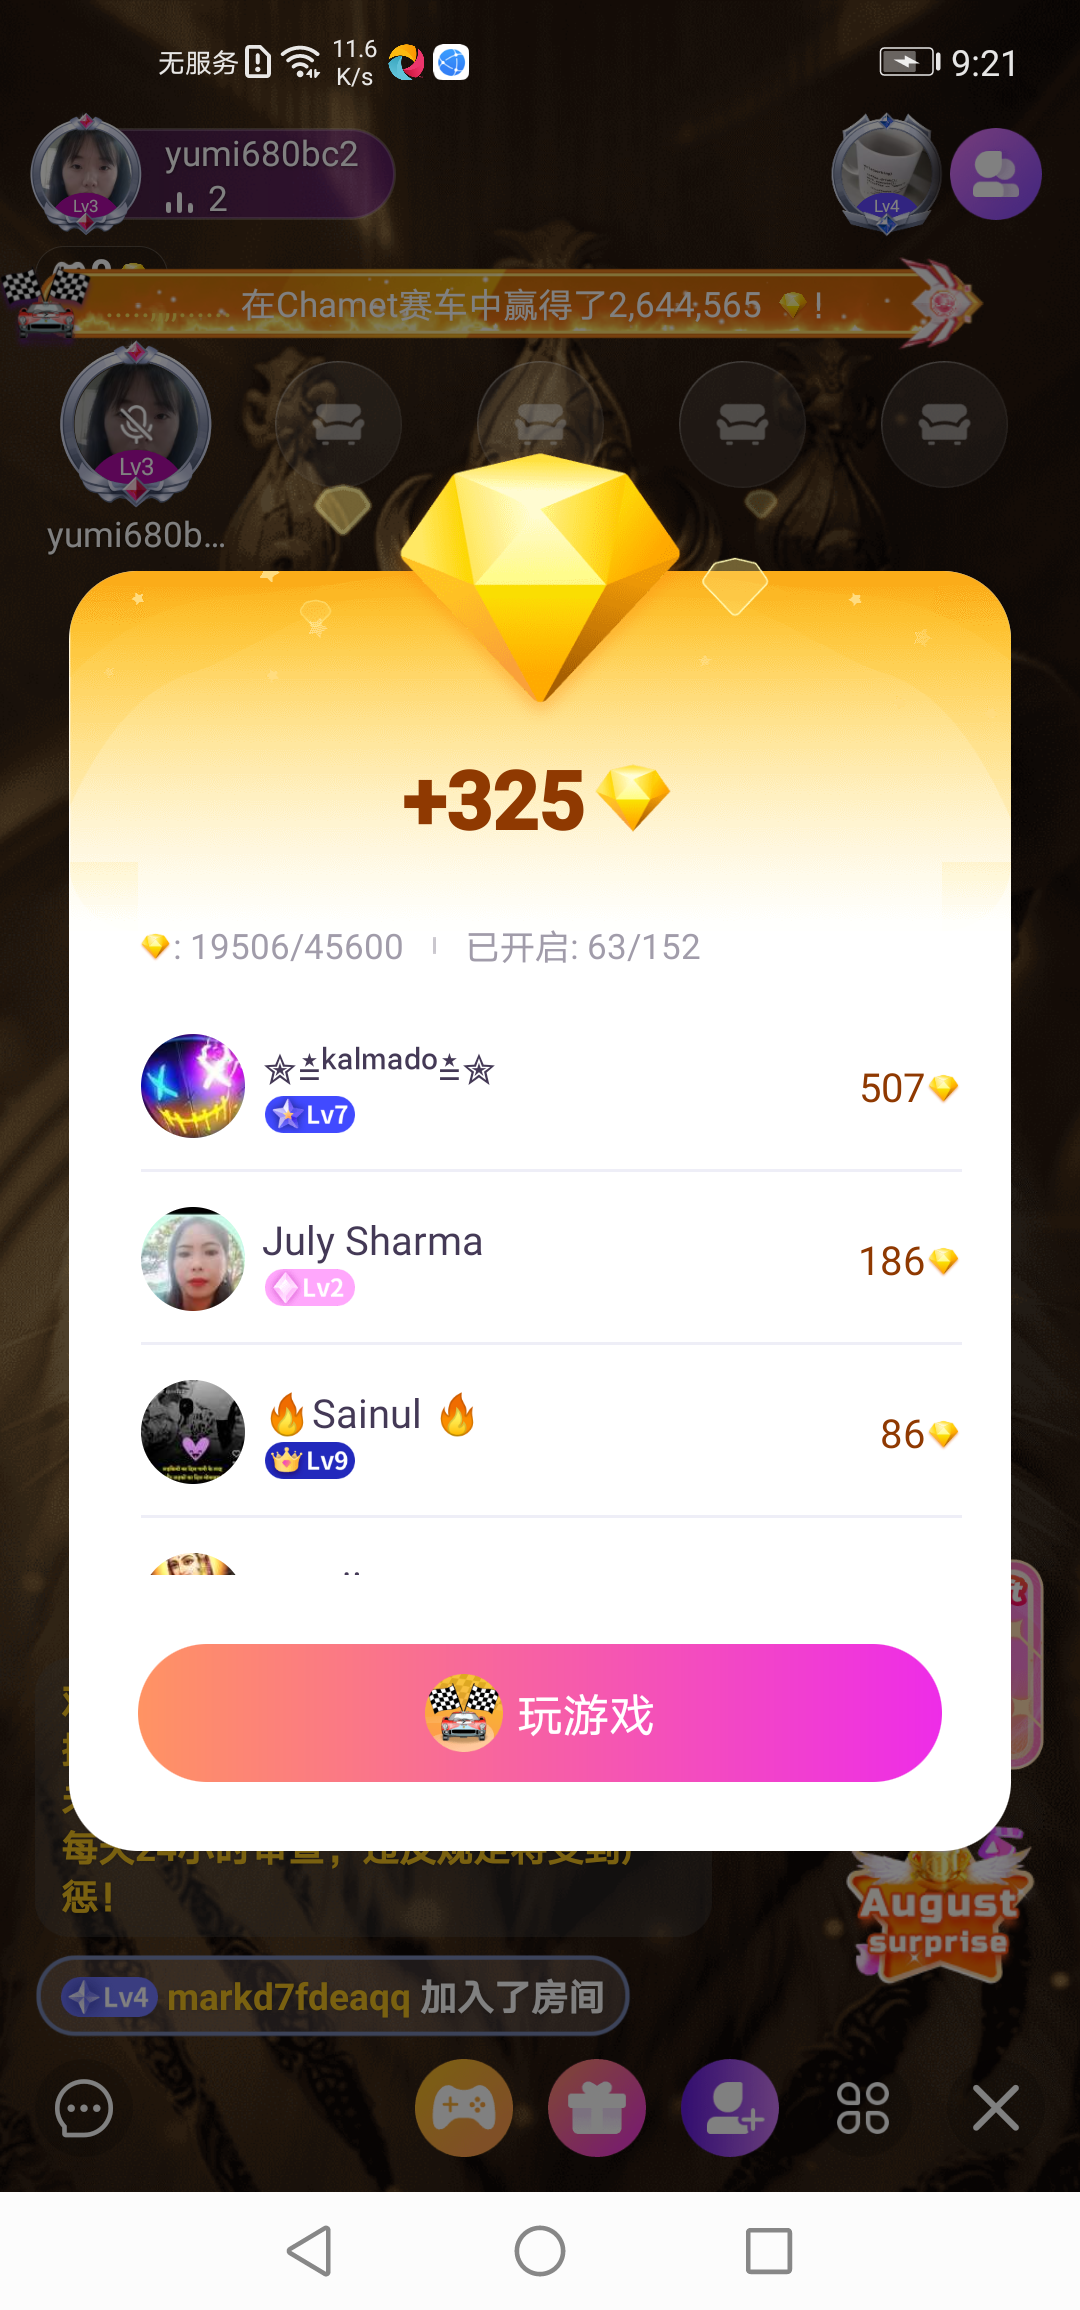 无服务
11.6
K/s
9:21
yumi680bc2
2
Lv3
Lv4
在Chamet赛车中赢得了2,644,565 !
Lv3
yumi680b...
+325
: 19506/45600 | 已开启: 63/152
✯±kalmado±✯
Lv7
507
July Sharma
Lv2
186
🔥Sainul 🔥
Lv9
86
玩游戏
惩!
August
surprise
Lv4 markd7fdeaqq 加入了房间